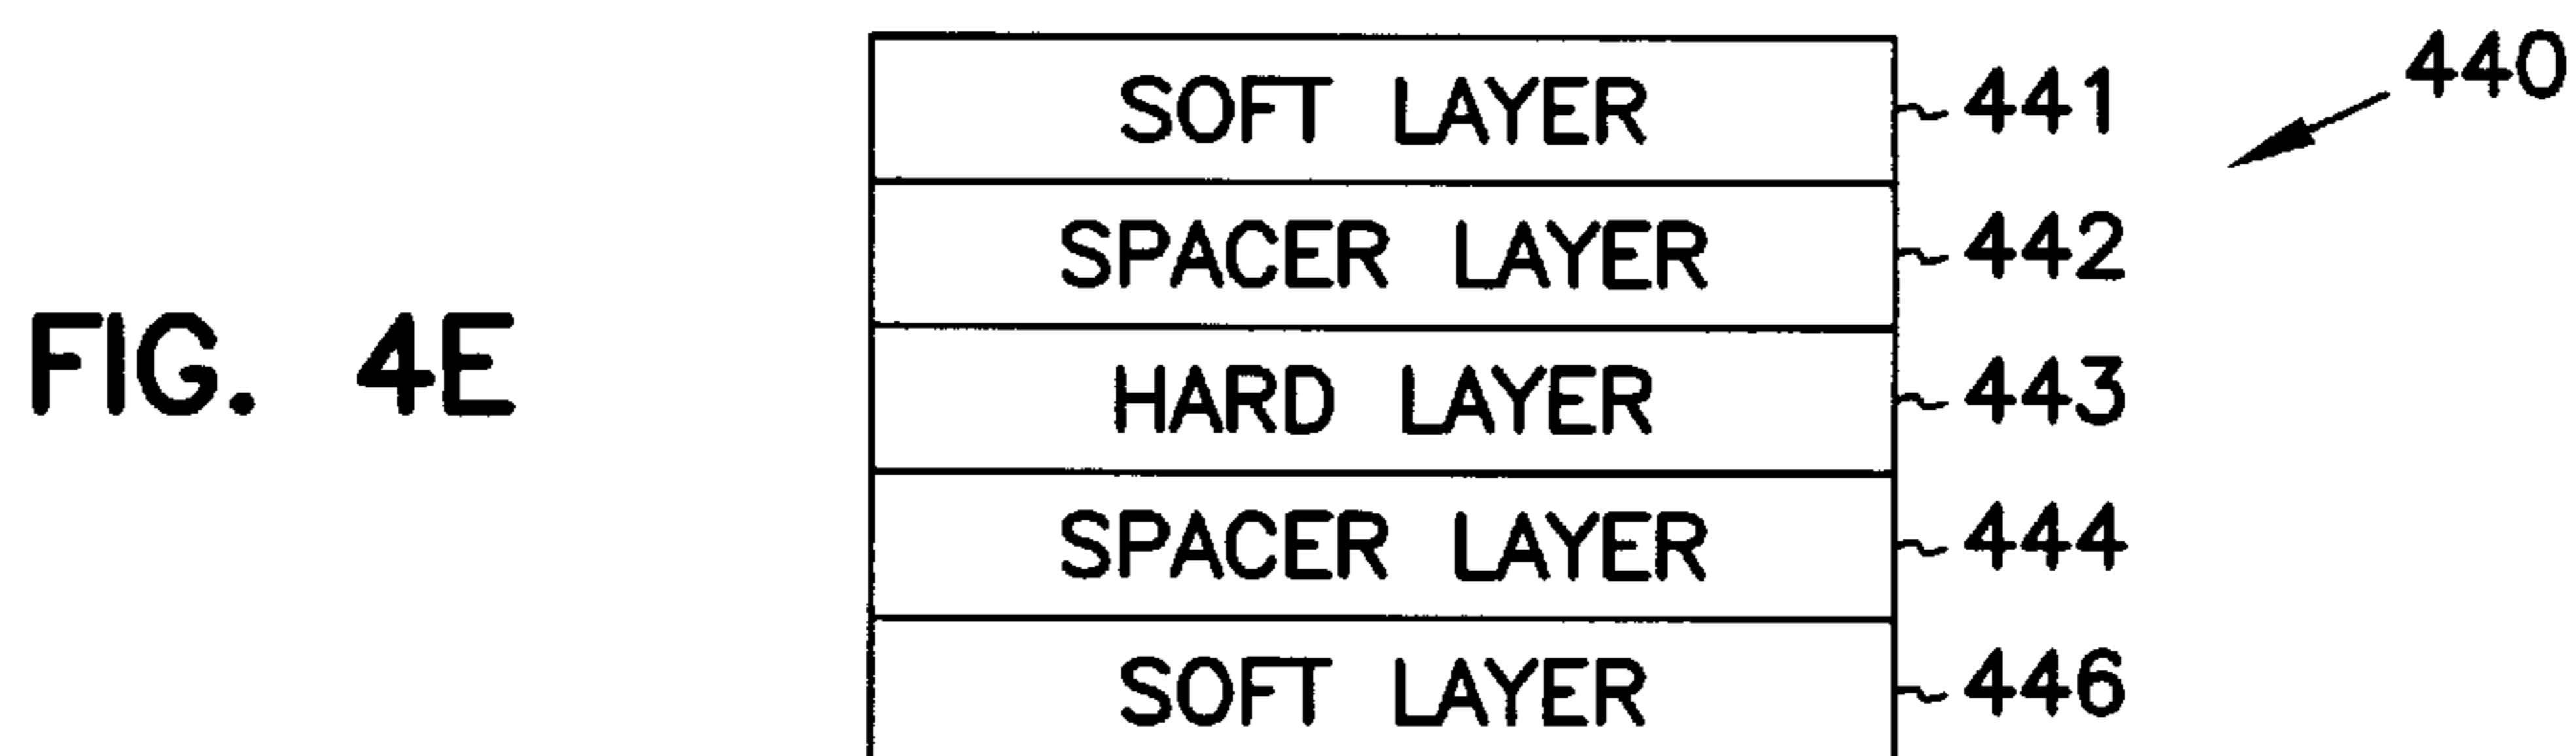 440
SOFT LAYER 441
SPACER LAYER 442
FIG. 4E
HARD LAYER 443
SPACER LAYER 444
SOFT LAYER 446